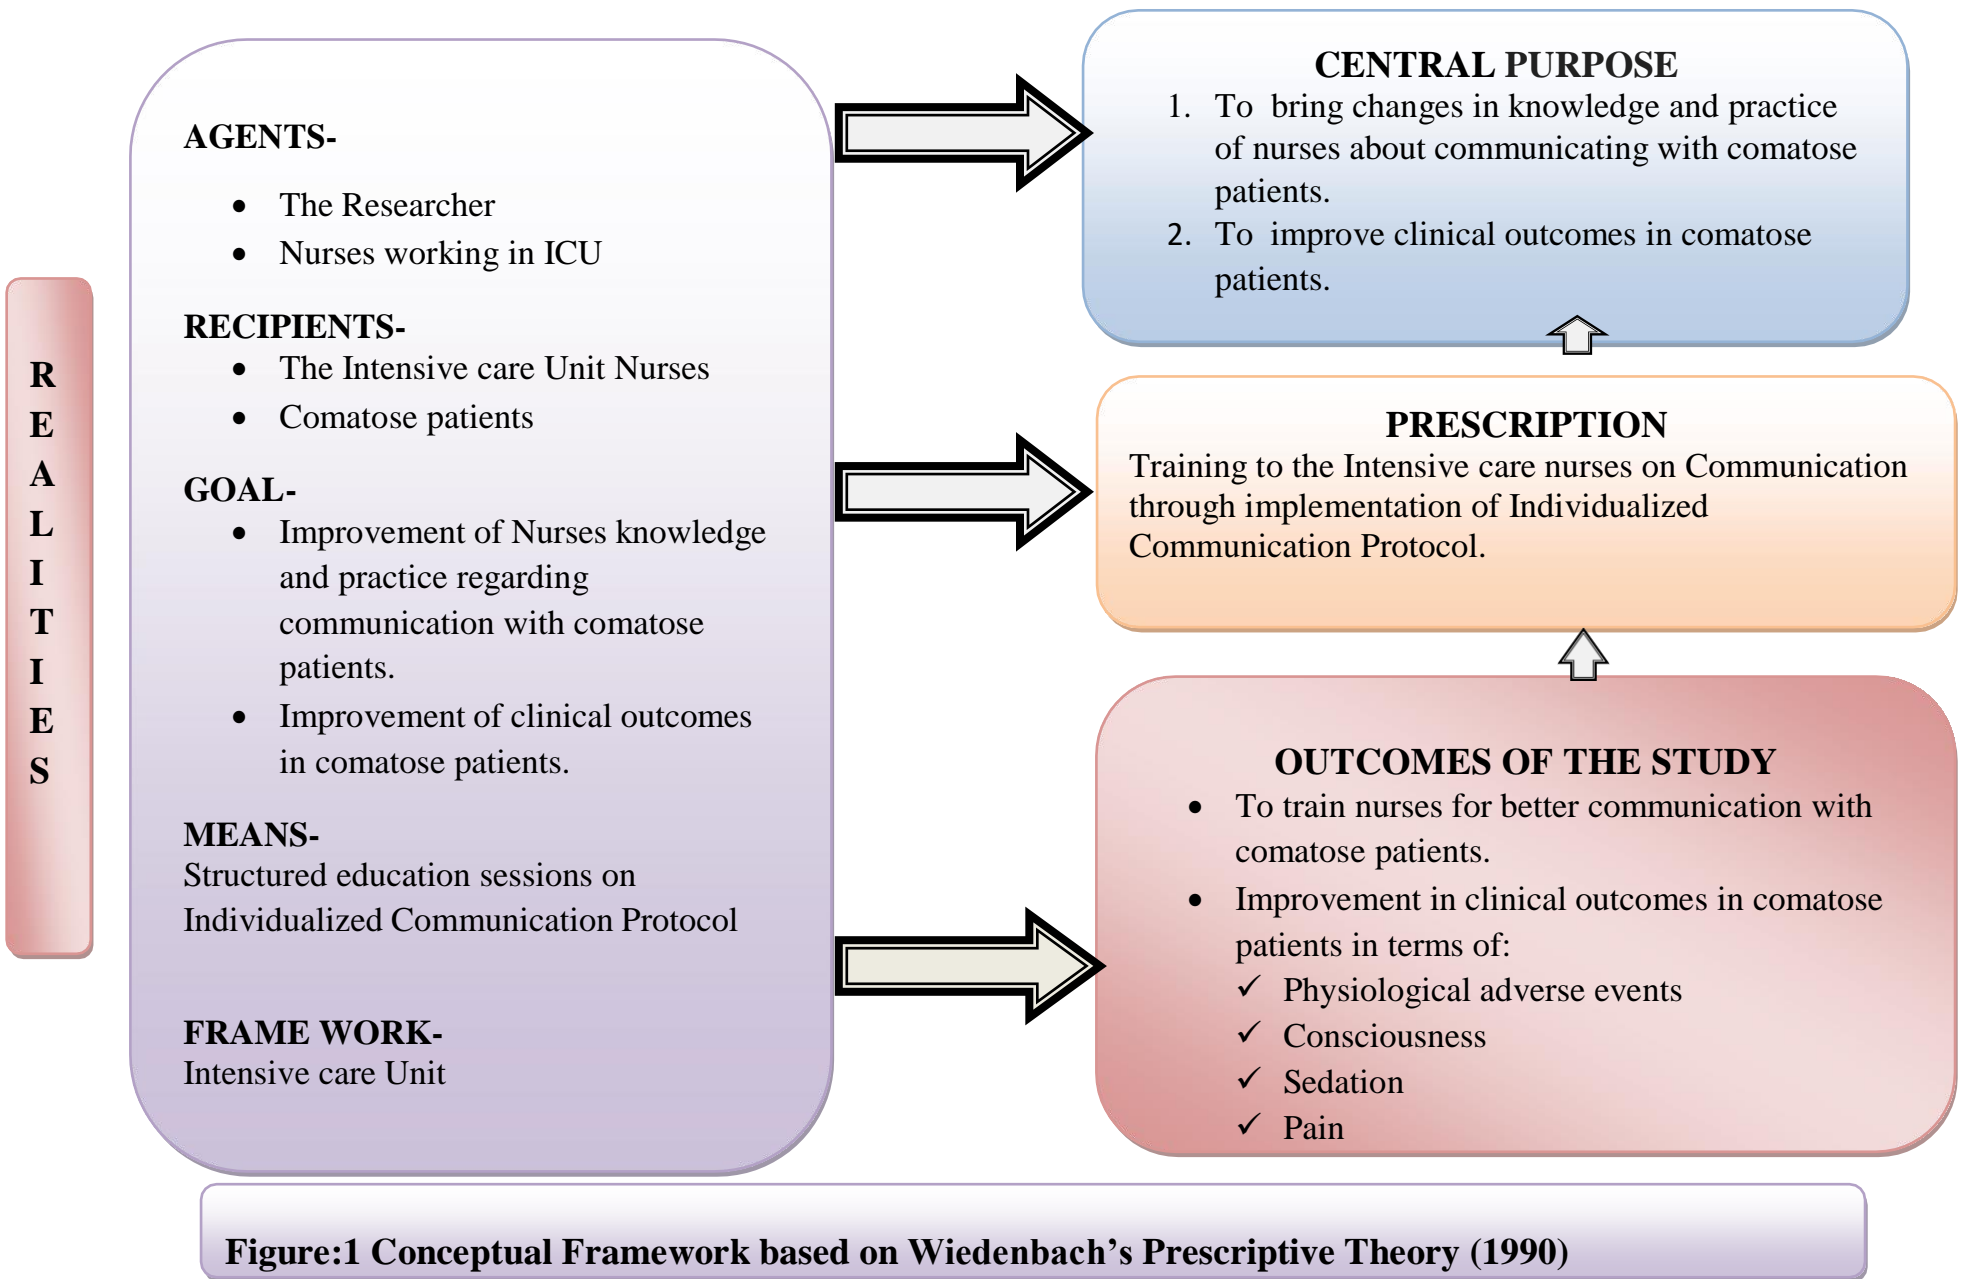 R
E
A
L
I
T
I
E
S
AGENTS-
• The Researcher
• Nurses working in ICU
RECIPIENTS-
• The Intensive care Unit Nurses
• Comatose patients
GOAL-
• Improvement of Nurses knowledge
and practice regarding
communication with comatose
patients.
• Improvement of clinical outcomes
in comatose patients.
MEANS-
Structured education sessions on
Individualized Communication Protocol
FRAME WORK-
Intensive care Unit
CENTRAL PURPOSE
1. To bring changes in knowledge and practice
of nurses about communicating with comatose
patients.
2. To improve clinical outcomes in comatose
patients.
PRESCRIPTION
Training to the Intensive care nurses on Communication
through implementation of Individualized
Communication Protocol.
OUTCOMES OF THE STUDY
• To train nurses for better communication with
comatose patients.
• Improvement in clinical outcomes in comatose
patients in terms of:
✓ Physiological adverse events
✓ Consciousness
✓ Sedation
✓ Pain
Figure:1 Conceptual Framework based on Wiedenbach’s Prescriptive Theory (1990)